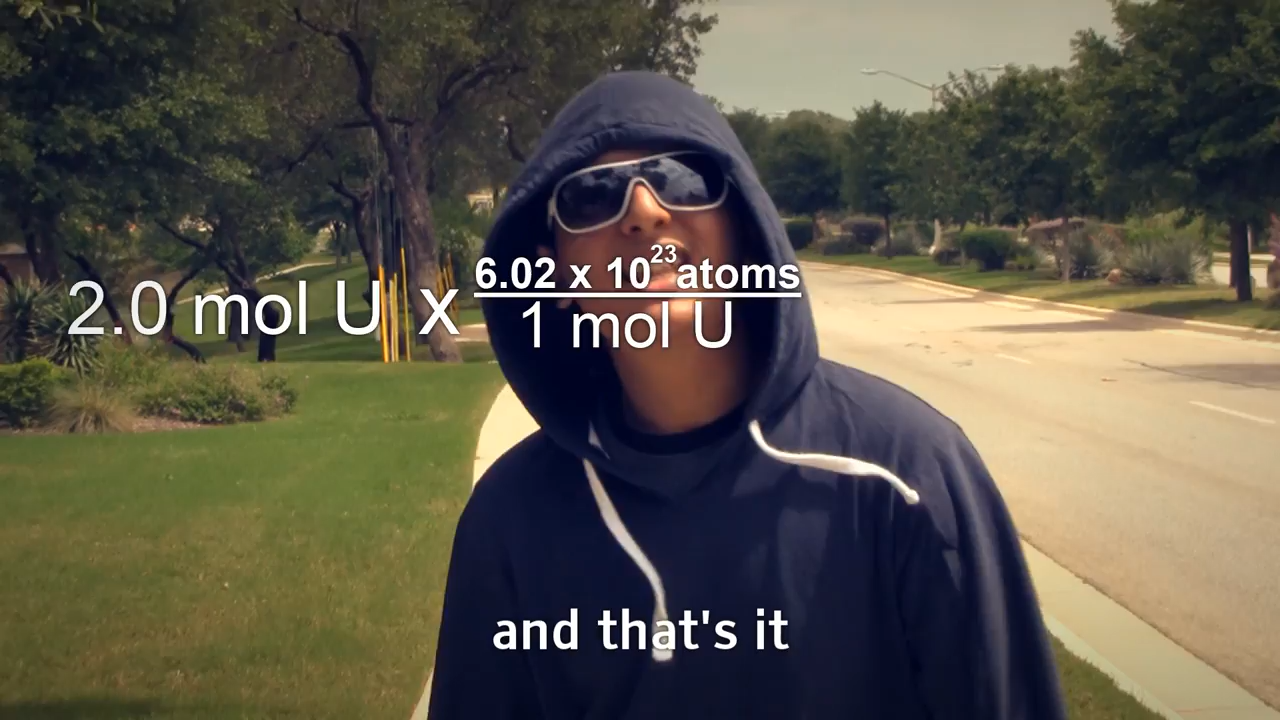 2.0 mol U x 6.02 x 10²³ atoms
1 mol U
and that's it